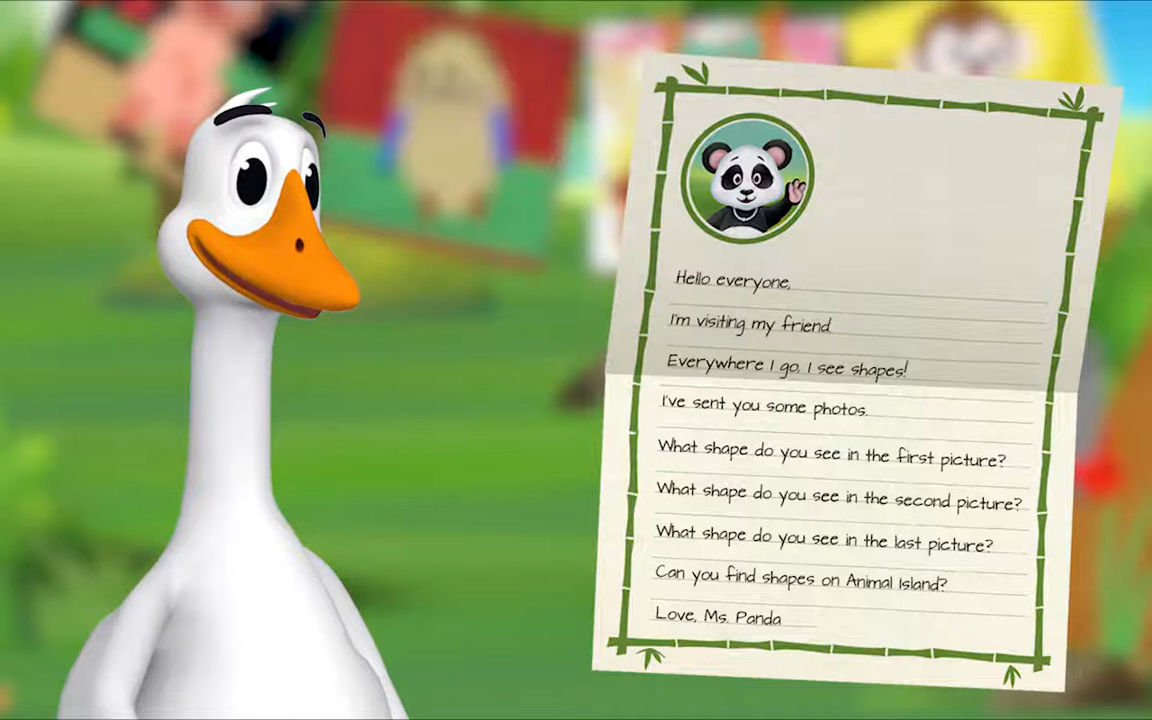 Hello everyone,
I'm visiting my friend.
Everywhere I go, I see shapes!
I've sent you some photos.
What shape do you see in the first picture?
What shape do you see in the second picture?
What shape do you see in the last picture?
Can you find shapes on Animal Island?
Love, Ms. Panda